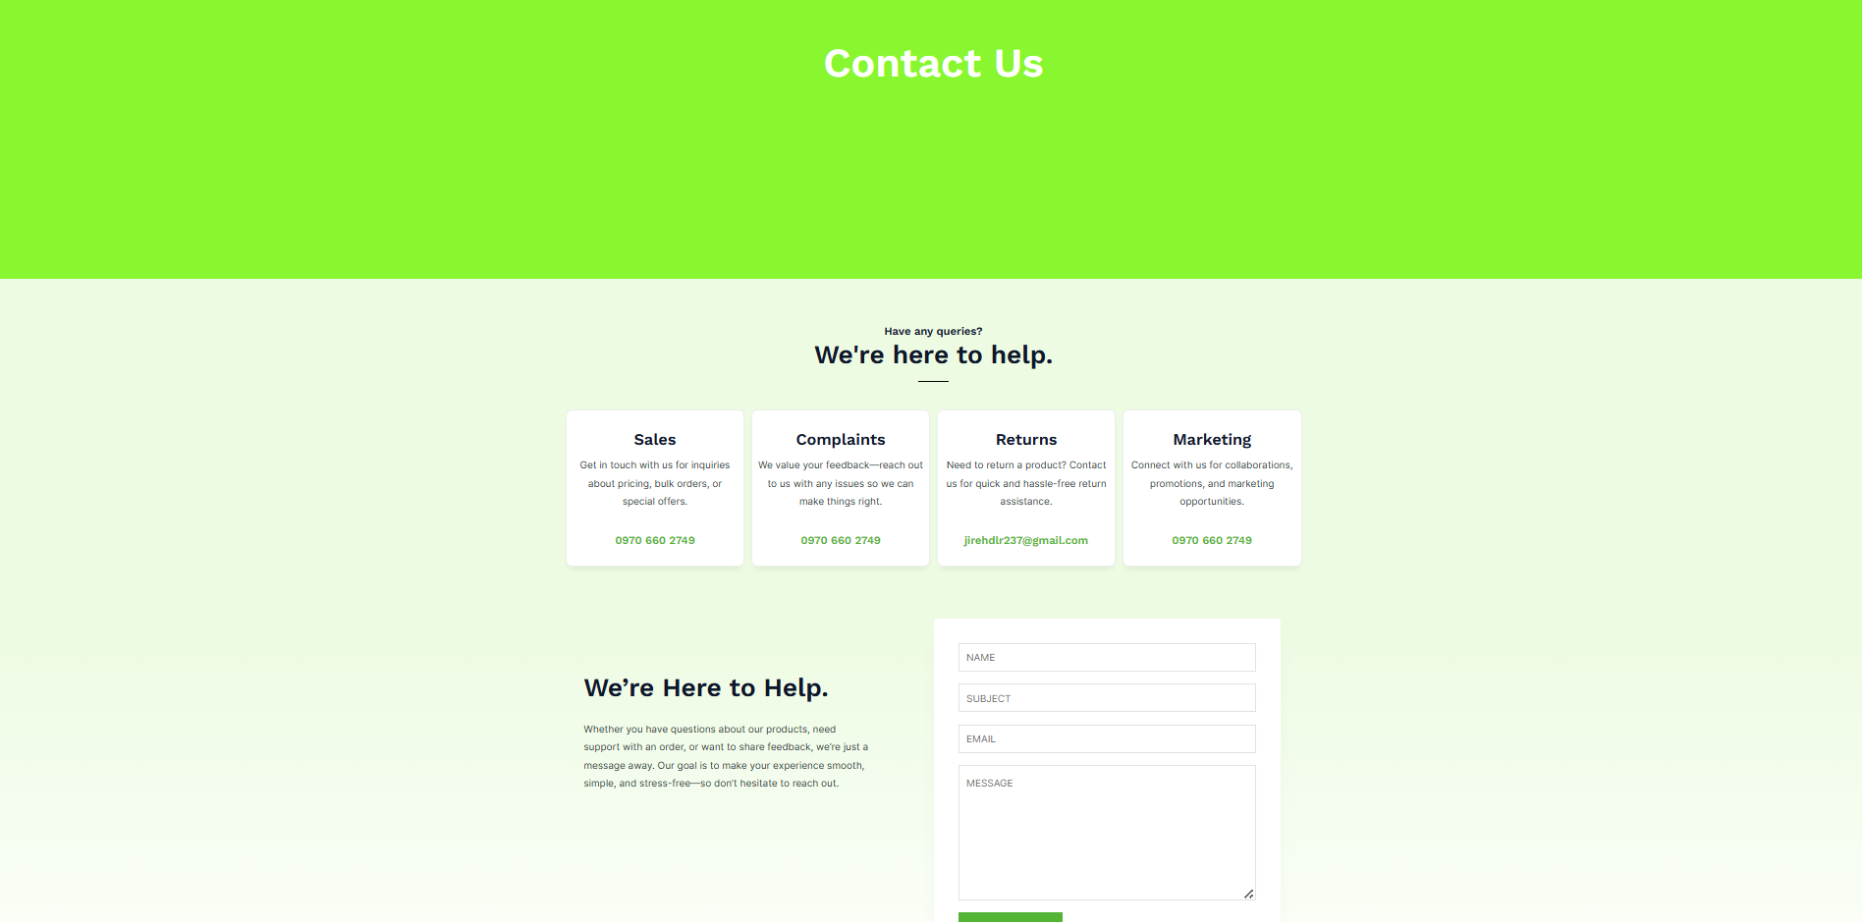 Contact Us
Have any queries?
We're here to help.
Sales
Get in touch with us for inquiries
about pricing, bulk orders, or
special offers.
0970 660 2749
Complaints
We value your feedback—reach out
to us with any issues so we can
make things right.
0970 660 2749
Returns
Need to return a product? Contact
us for quick and hassle-free return
assistance.
jirehdlr237@gmail.com
Marketing
Connect with us for collaborations,
promotions, and marketing
opportunities.
0970 660 2749
We’re Here to Help.
Whether you have questions about our products, need
support with an order, or want to share feedback, we’re just a
message away. Our goal is to make your experience smooth,
simple, and stress-free—so don’t hesitate to reach out.
NAME
SUBJECT
EMAIL
MESSAGE